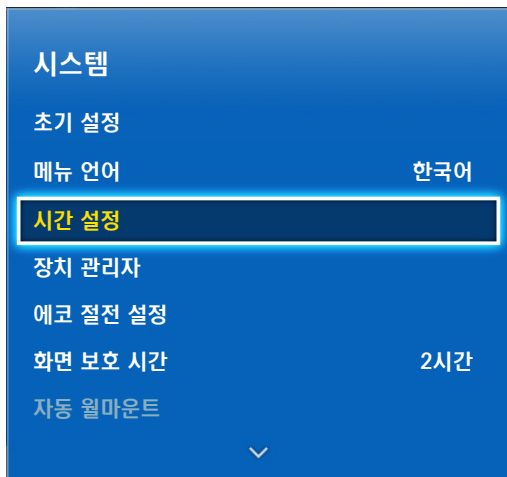 시스템
초기 설정
메뉴 언어 한국어
시간 설정
장치 관리자
에코 절전 설정
화면 보호 시간 2시간
자동 월마운트